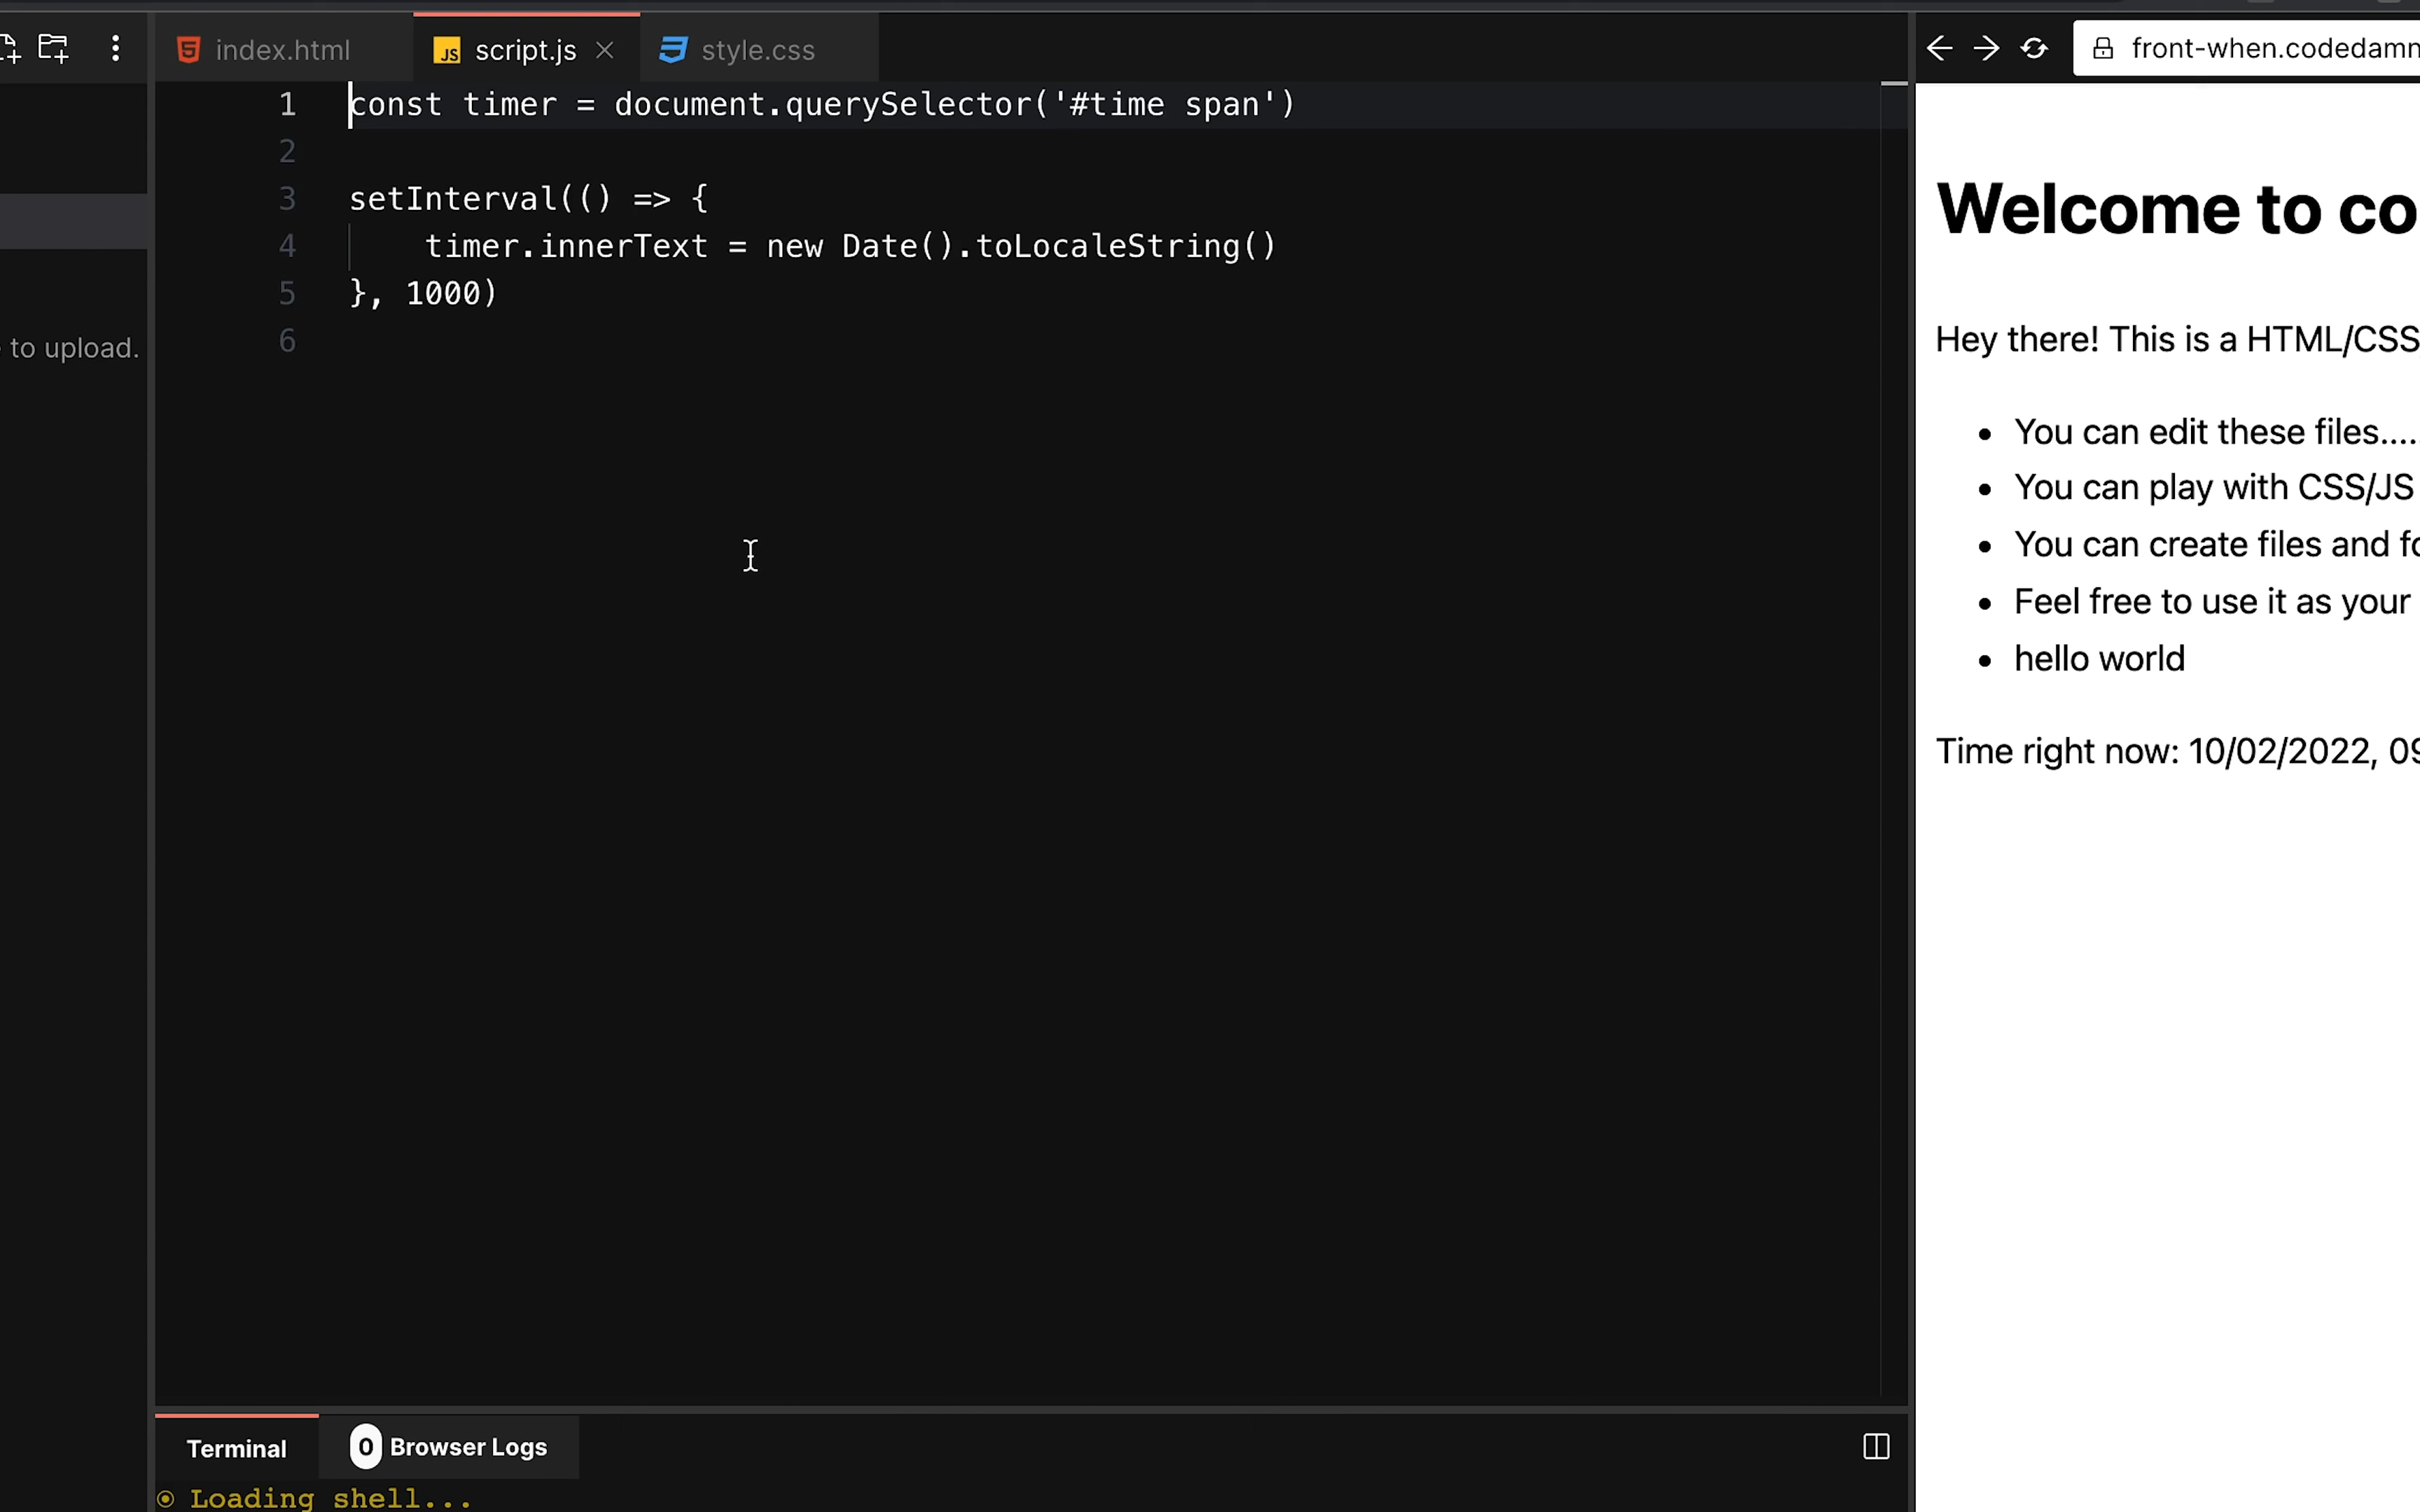 index.html
script.js
style.css
front-when.codedamn
1 const timer = document.querySelector('#time span')
2
3 setInterval(() => {
4 timer.innerText = new Date().toLocaleString()
5 }, 1000)
6
to upload.
Welcome to co
Hey there! This is a HTML/CSS
• You can edit these files....
• You can play with CSS/JS
• You can create files and fo
• Feel free to use it as your
• hello world
Time right now: 10/02/2022, 09
Terminal
0 Browser Logs
Loading shell...